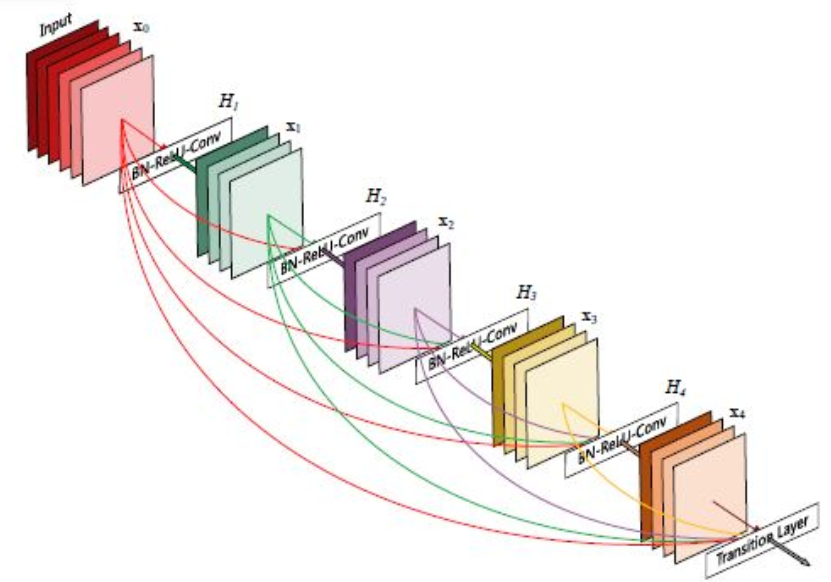 Input
x0
H1
BN-ReLU-Conv
x1
H2
BN-ReLU-Conv
x2
H3
BN-ReLU-Conv
x3
H4
BN-ReLU-Conv
x4
Transition Layer